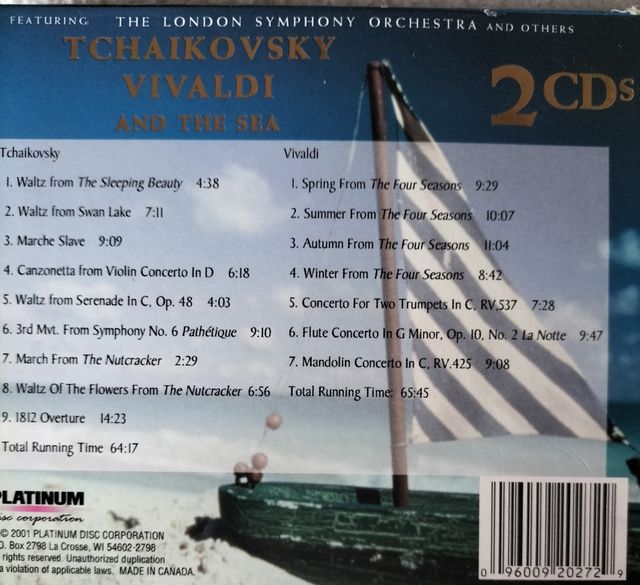 FEATURING: THE LONDON SYMPHONY ORCHESTRA AND OTHERS
TCHAIKOVSKY
VIVALDI
AND THE SEA
2 CDs
Tchaikovsky
1. Waltz from The Sleeping Beauty 4:38
2. Waltz from Swan Lake 7:11
3. Marche Slave 9:09
4. Canzonetta from Violin Concerto In D 6:18
5. Waltz from Serenade In C, Op. 48 4:03
6. 3rd Mvt. From Symphony No. 6 Pathétique 9:10
7. March From The Nutcracker 2:29
8. Waltz Of The Flowers From The Nutcracker 6:56
9. 1812 Overture 14:23
Total Running Time 64:17
Vivaldi
1. Spring From The Four Seasons 9:29
2. Summer From The Four Seasons 10:07
3. Autumn From The Four Seasons 11:04
4. Winter From The Four Seasons 8:42
5. Concerto For Two Trumpets In C, RV.537 7:28
6. Flute Concerto In G Minor, Op. 10, No. 2 La Notte 9:47
7. Mandolin Concerto In C, RV.425 9:08
Total Running Time: 65:45
PLATINUM
disc corporation
© 2001 PLATINUM DISC CORPORATION
O. Box 2798 La Crosse, WI 54602-2798
rights reserved. Unauthorized duplication
a violation of applicable laws. MADE IN CANADA.
0 96009 20272 9